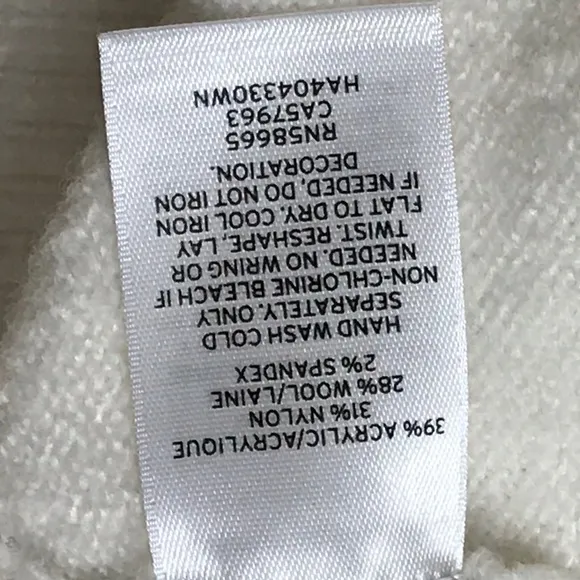 39% ACRYLIC/ACRYLIQUE
31% NYLON
28% WOOL/LAINE
2% SPANDEX
HAND WASH COLD
SEPARATELY. ONLY
NON-CHLORINE BLEACH IF
NEEDED. NO WRING OR
TWIST. RESHAPE, LAY
FLAT TO DRY. COOL IRON
IF NEEDED, DO NOT IRON
DECORATION.
RN58665
CA57963
HA404330WN